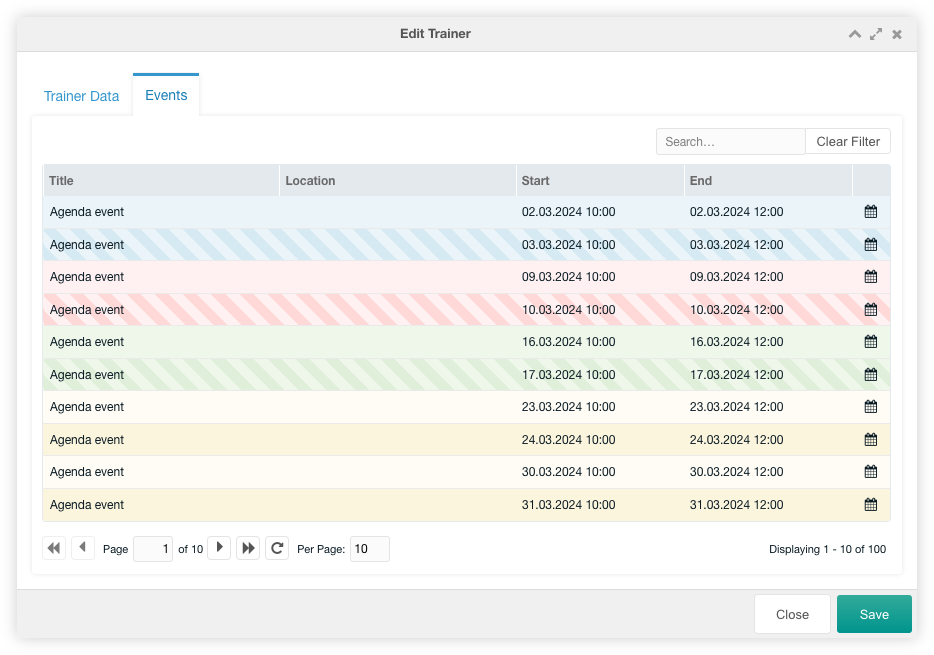 Edit Trainer
Trainer Data Events
Search... Clear Filter
Title Location Start End
Agenda event 02.03.2024 10:00 02.03.2024 12:00
Agenda event 03.03.2024 10:00 03.03.2024 12:00
Agenda event 09.03.2024 10:00 09.03.2024 12:00
Agenda event 10.03.2024 10:00 10.03.2024 12:00
Agenda event 16.03.2024 10:00 16.03.2024 12:00
Agenda event 17.03.2024 10:00 17.03.2024 12:00
Agenda event 23.03.2024 10:00 23.03.2024 12:00
Agenda event 24.03.2024 10:00 24.03.2024 12:00
Agenda event 30.03.2024 10:00 30.03.2024 12:00
Agenda event 31.03.2024 10:00 31.03.2024 12:00
Page 1 of 10 Per Page: 10 Displaying 1 - 10 of 100
Close Save